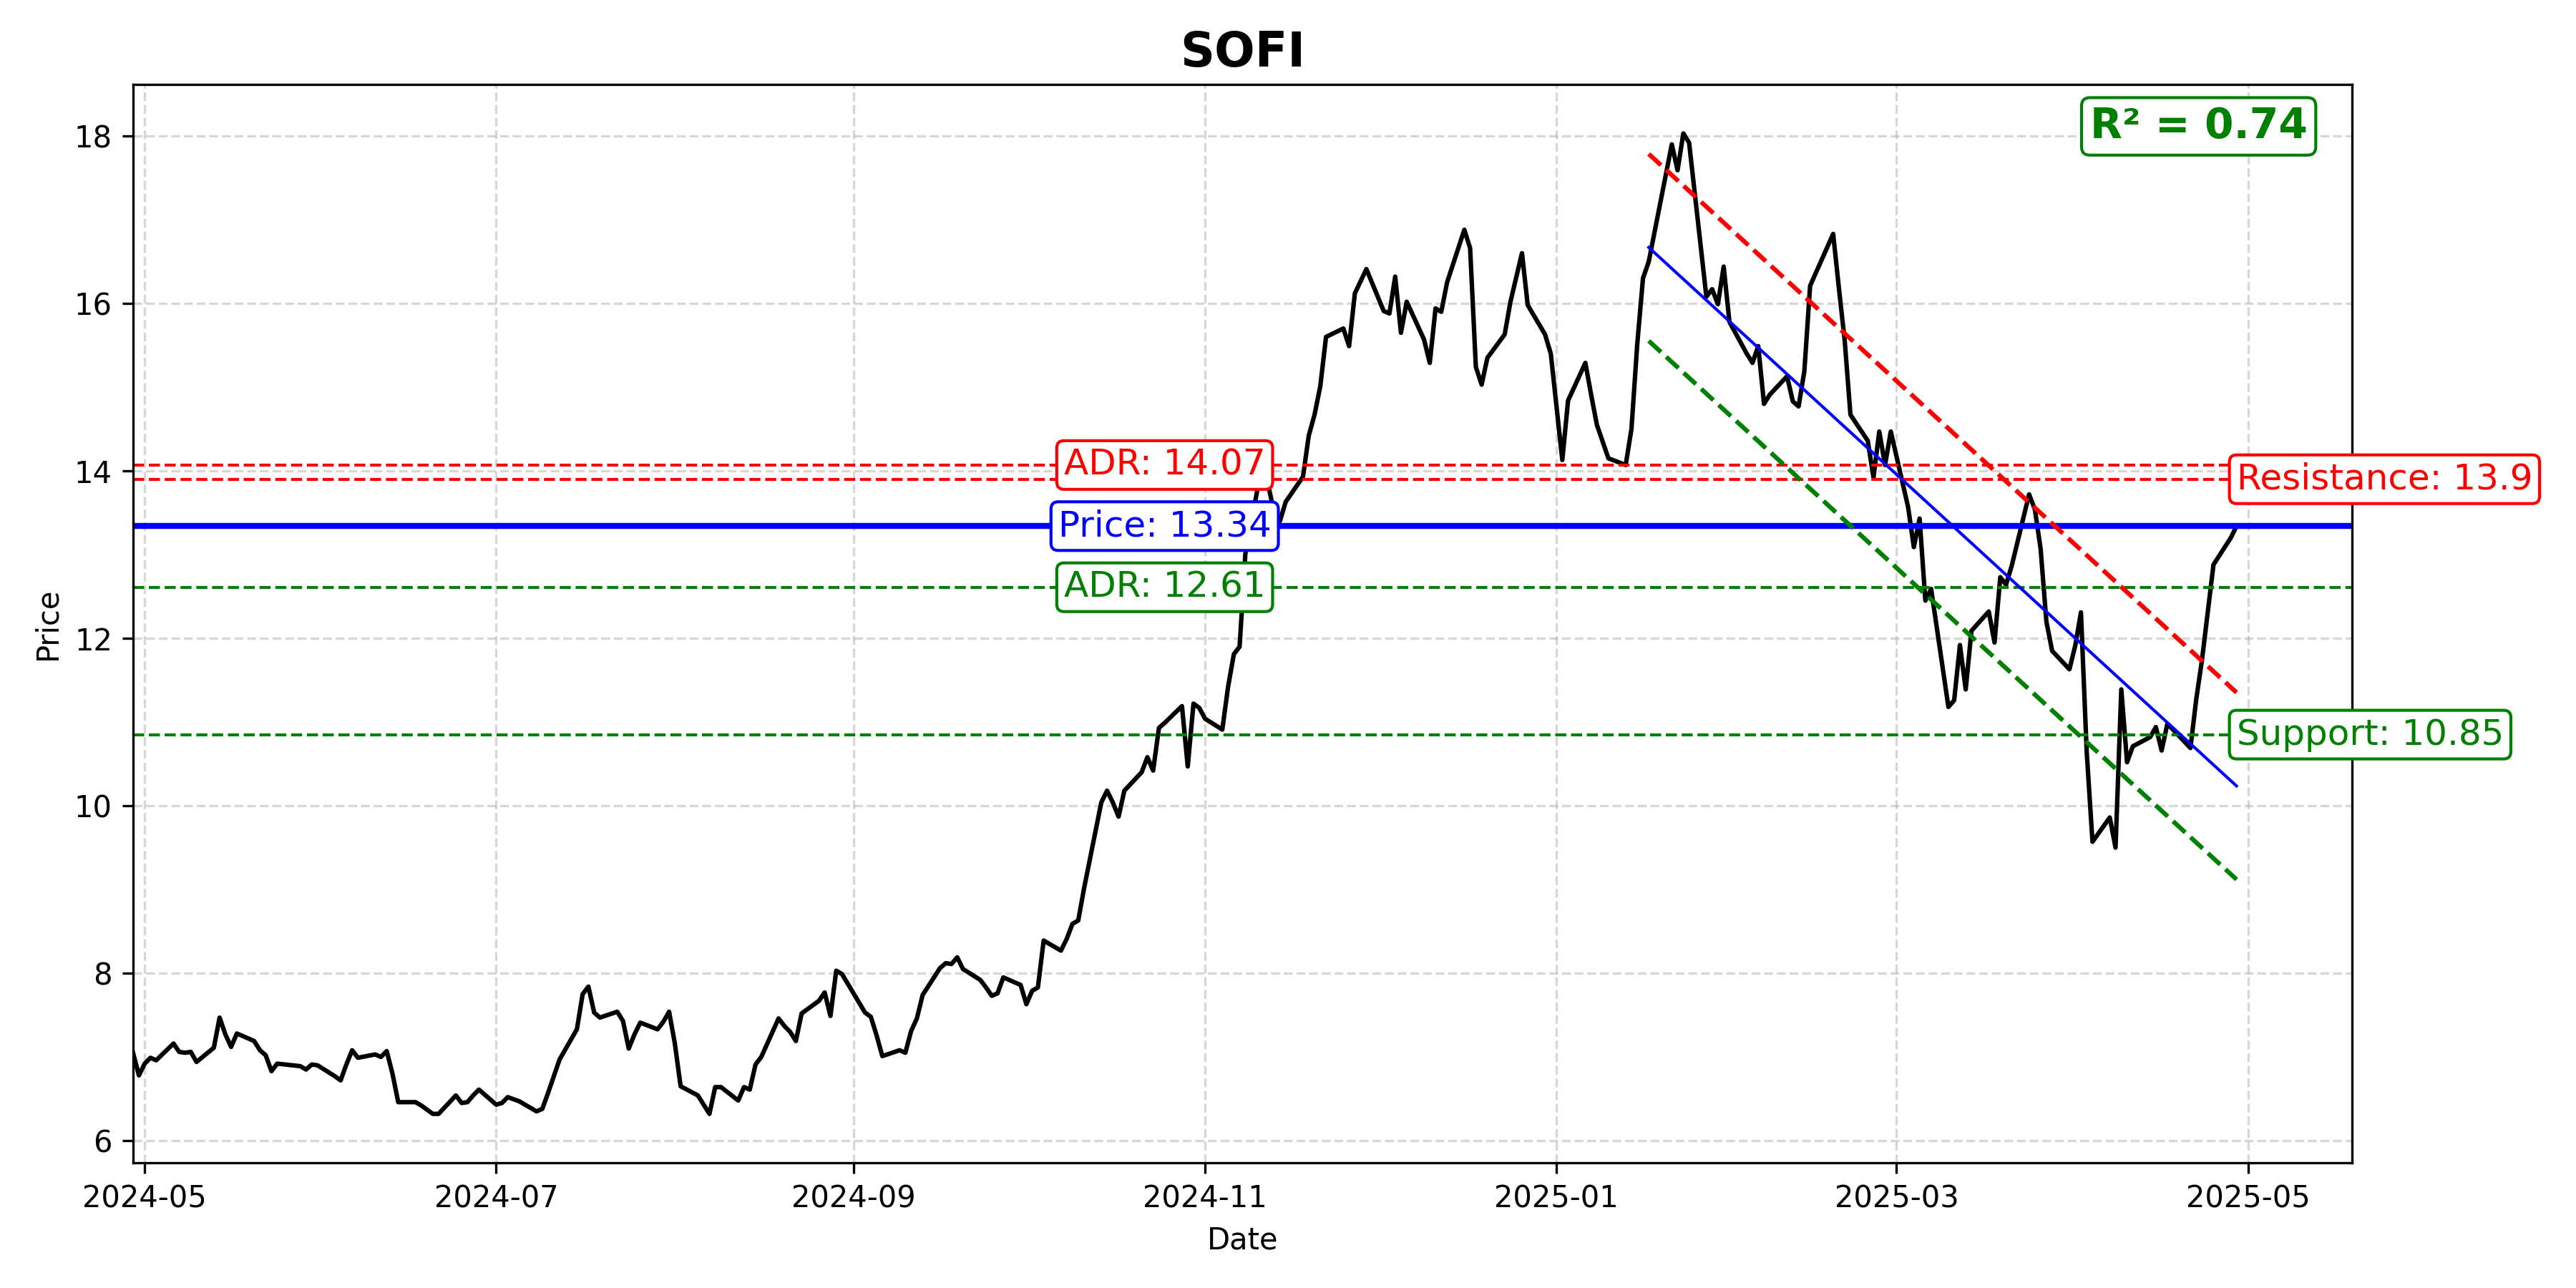 SOFI
R² = 0.74
18
16
14
12
10
8
6
Price
ADR: 14.07
Resistance: 13.9
Price: 13.34
ADR: 12.61
Support: 10.85
2024-05
2024-07
2024-09
2024-11
2025-01
2025-03
2025-05
Date